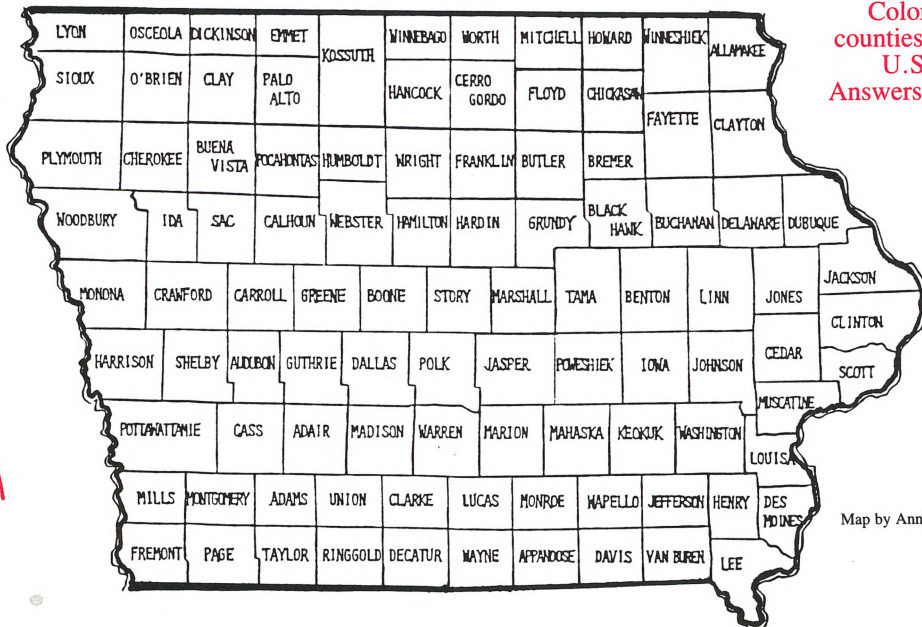 Color
counties
U.S
Answers
LYON OSCEOLA DICKINSON EMMET KOSSUTH WINNEBAGO WORTH MITCHELL HOWARD WINNESHIEK ALLAMAKEE
SIOUX O'BRIEN CLAY PALO ALTO HANCOCK CERRO GORDO FLOYD CHICKASAW FAYETTE CLAYTON
PLYMOUTH CHEROKEE BUENA VISTA POCAHONTAS HUMBOLDT WRIGHT FRANKLIN BUTLER BREMER
WOODBURY IDA SAC CALHOUN WEBSTER HAMILTON HARDIN GRUNDY BLACK HAWK BUCHANAN DELAWARE DUBUQUE
MONONA CRAWFORD CARROLL GREENE BOONE STORY MARSHALL TAMA BENTON LINN JONES JACKSON
CLINTON
HARRISON SHELBY AUDUBON GUTHRIE DALLAS POLK JASPER POWESHIEK IOWA JOHNSON CEDAR SCOTT
MUSCATINE
POTTAWATTAMIE CASS ADAIR MADISON WARREN MARION MAHASKA KEOKUK WASHINGTON
LOUISA
MILLS MONTGOMERY ADAMS UNION CLARKE LUCAS MONROE WAPELLO JEFFERSON HENRY DES MOINES
Map by Ann
FREMONT PAGE TAYLOR RINGGOLD DECATUR WAYNE APPANOOSE DAVIS VAN BUREN LEE